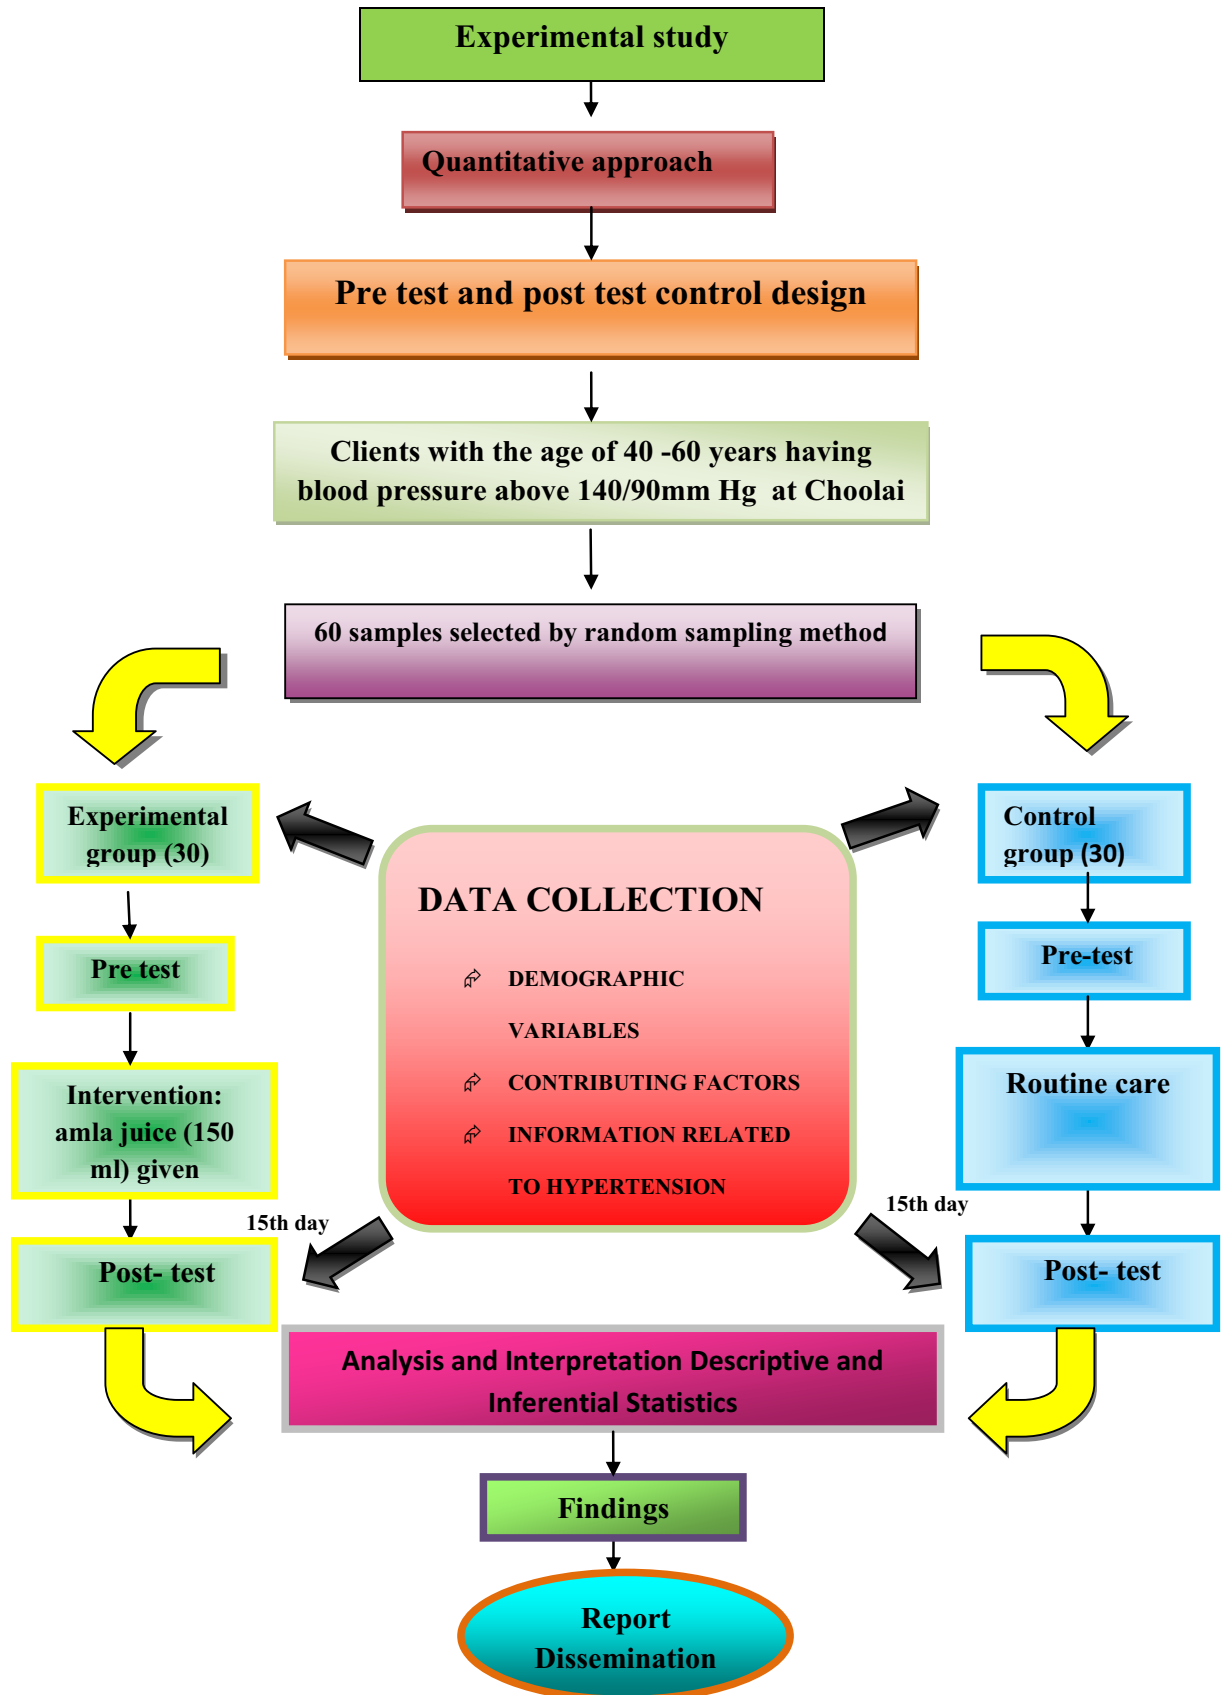 Experimental study
Quantitative approach
Pre test and post test control design
Clients with the age of 40 -60 years having
blood pressure above 140/90mm Hg at Choolai
60 samples selected by random sampling method
Experimental
group (30)
Control
group (30)
DATA COLLECTION
DEMOGRAPHIC
VARIABLES
CONTRIBUTING FACTORS
INFORMATION RELATED
TO HYPERTENSION
Pre test
Pre-test
Intervention:
amla juice (150
ml) given
Routine care
15th day
15th day
Post- test
Post- test
Analysis and Interpretation Descriptive and
Inferential Statistics
Findings
Report
Dissemination